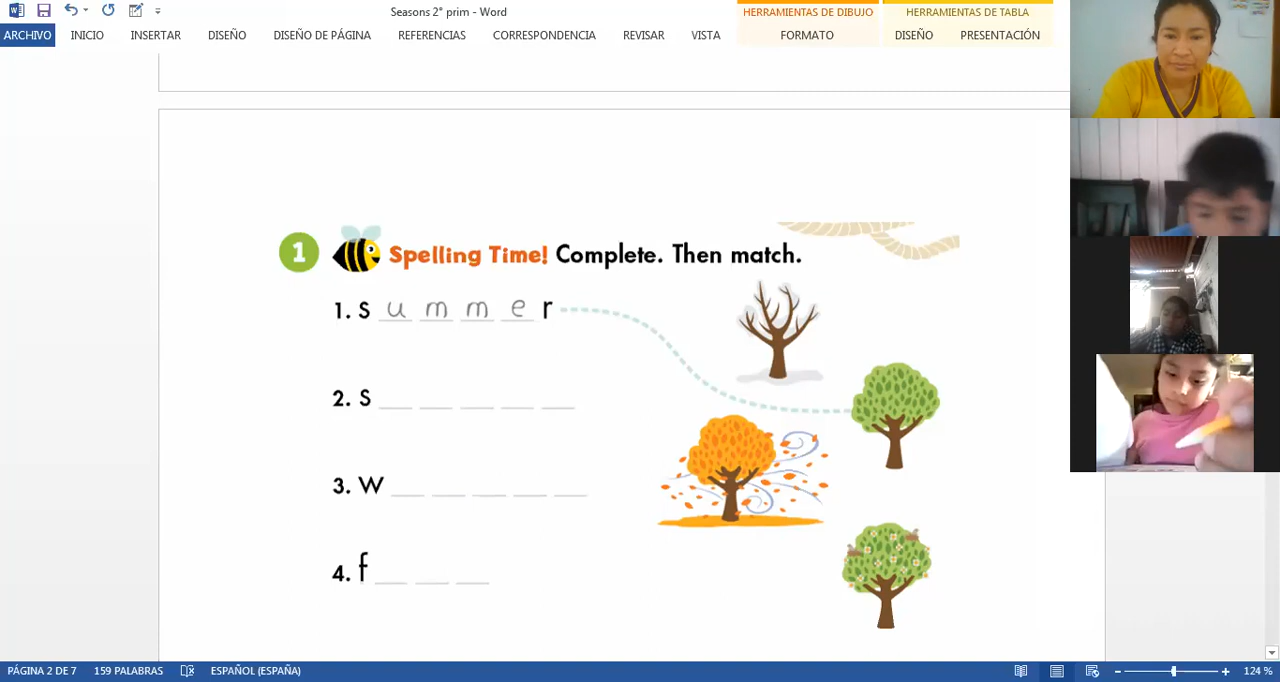 Seasons 2° prim - Word
HERRAMIENTAS DE DIBUJO
HERRAMIENTAS DE TABLA
ARCHIVO INICIO INSERTAR DISEÑO DISEÑO DE PÁGINA REFERENCIAS CORRESPONDENCIA REVISAR VISTA FORMATO DISEÑO PRESENTACIÓN
1 Spelling Time! Complete. Then match.
1. S u m m e r
2. S _ _ _ _ _
3. W _ _ _ _ _
4. f _ _ _
PÁGINA 2 DE 7 159 PALABRAS ESPAÑOL (ESPAÑA) 124 %